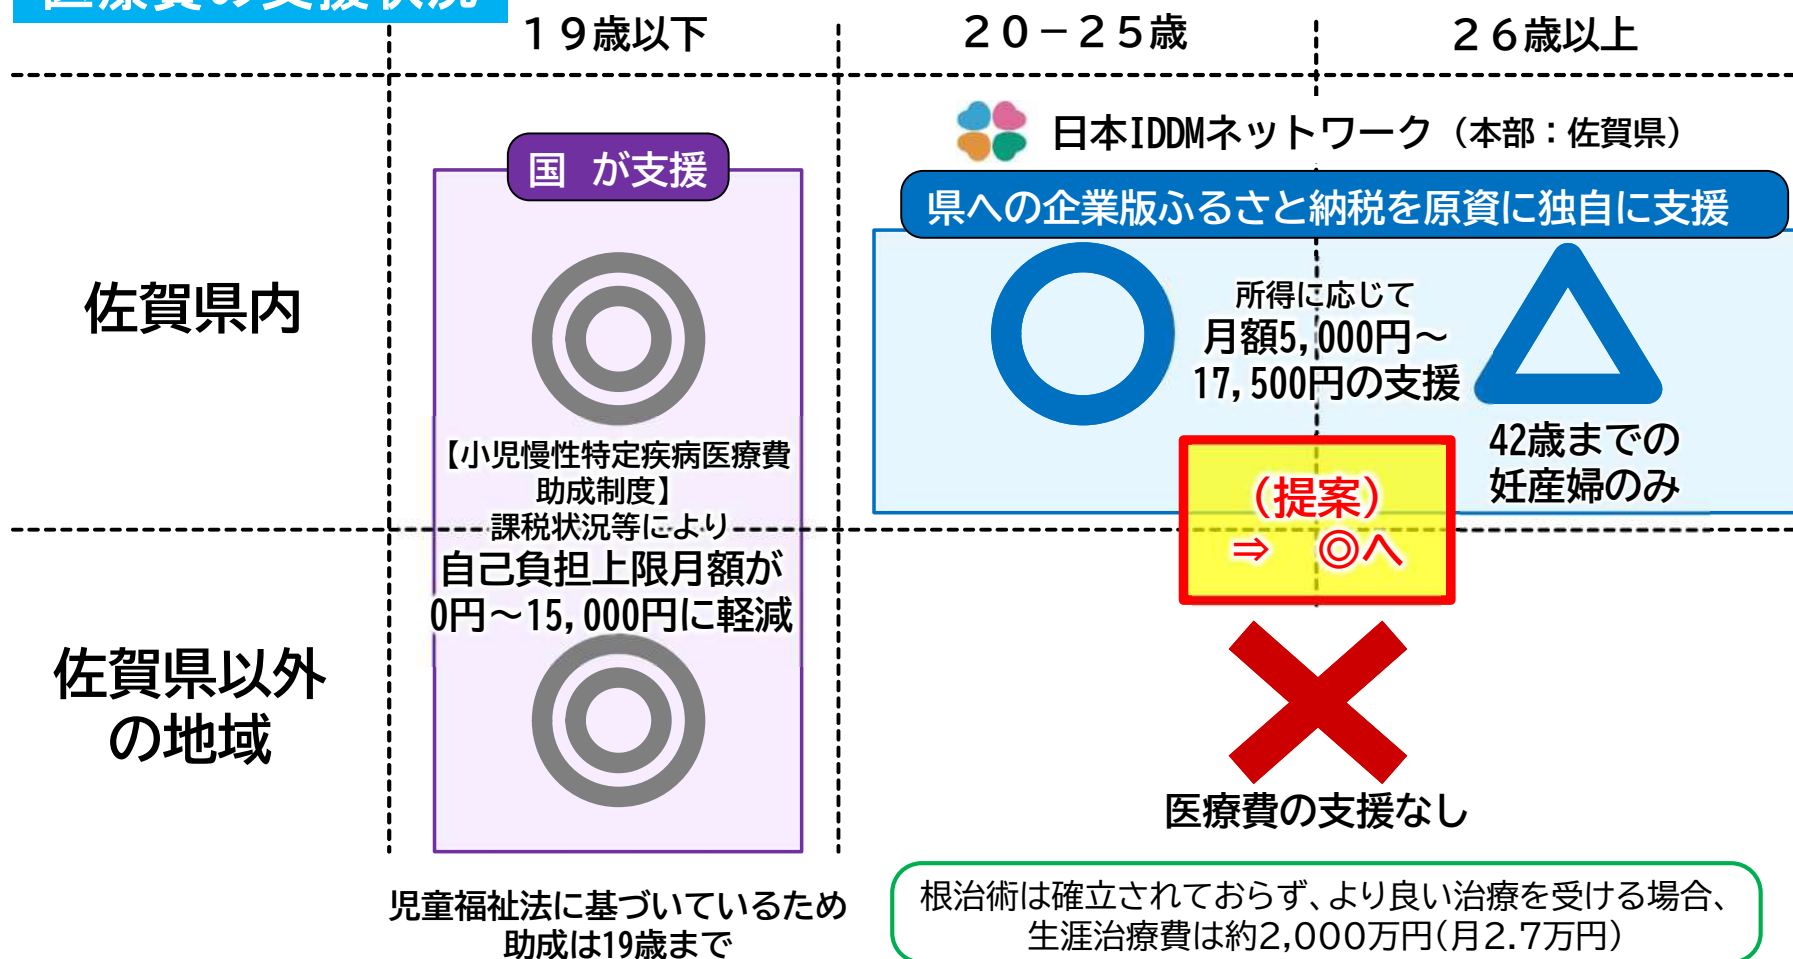 医療費の支援状況
１９歳以下
２０－２５歳
２６歳以上
日本IDDMネットワーク（本部：佐賀県）
国　が支援
県への企業版ふるさと納税を原資に独自に支援
佐賀県内
所得に応じて
月額5,000円～
17,500円の支援
42歳までの
妊産婦のみ
【小児慢性特定疾病医療費
助成制度】
課税状況等により
自己負担上限月額が
0円～15,000円に軽減
（提案）
⇒　◎へ
佐賀県以外
の地域
医療費の支援なし
児童福祉法に基づいているため
助成は19歳まで
根治術は確立されておらず、より良い治療を受ける場合、
生涯治療費は約2,000万円(月2.7万円)